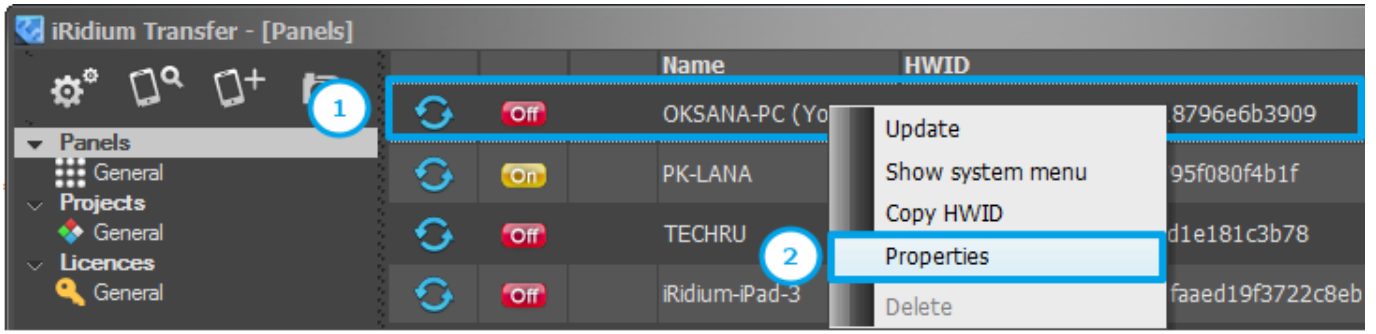 iRidium Transfer - [Panels]
Name HWID
1
Off OKSANA-PC (Yo 8796e6b3909
Update
Panels
General
On PK-LANA Show system menu 95f080f4b1f
Projects
Copy HWID
General
Off TECHRU d1e181c3b78
2 Properties
Licences
General
Off iRidium-iPad-3 Delete faaed19f3722c8eb